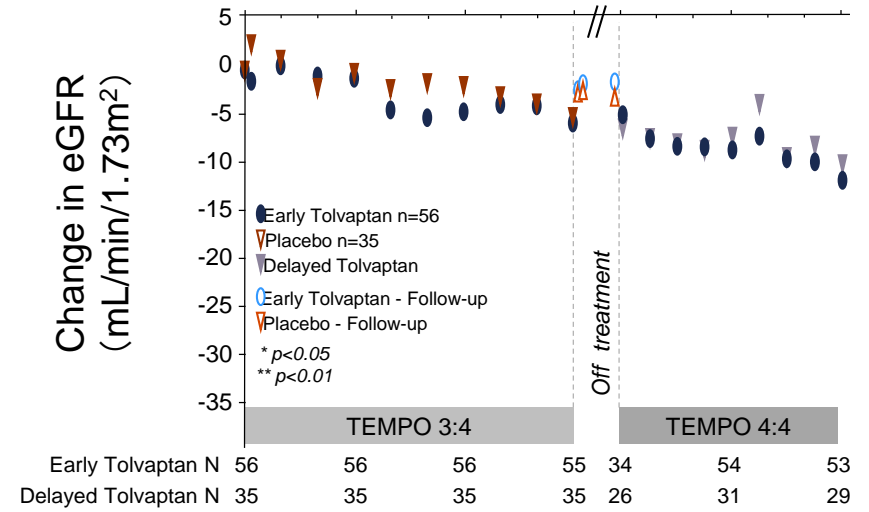 5
0
-5
-10
-15
-20
-25
-30
-35
Change in eGFR
(mL/min/1.73m²)
Early Tolvaptan n=56
Placebo n=35
Delayed Tolvaptan
Early Tolvaptan - Follow-up
Placebo - Follow-up
* p<0.05
** p<0.01
Off treatment
TEMPO 3:4
TEMPO 4:4
Early Tolvaptan N 56 56 56 55 34 54 53
Delayed Tolvaptan N 35 35 35 35 26 31 29